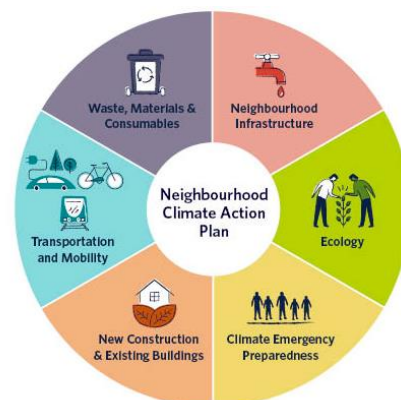 Waste, Materials &
Consumables
Neighbourhood
Infrastructure
Neighbourhood
Climate Action
Plan
Transportation
and Mobility
Ecology
New Construction
& Existing Buildings
Climate Emergency
Preparedness